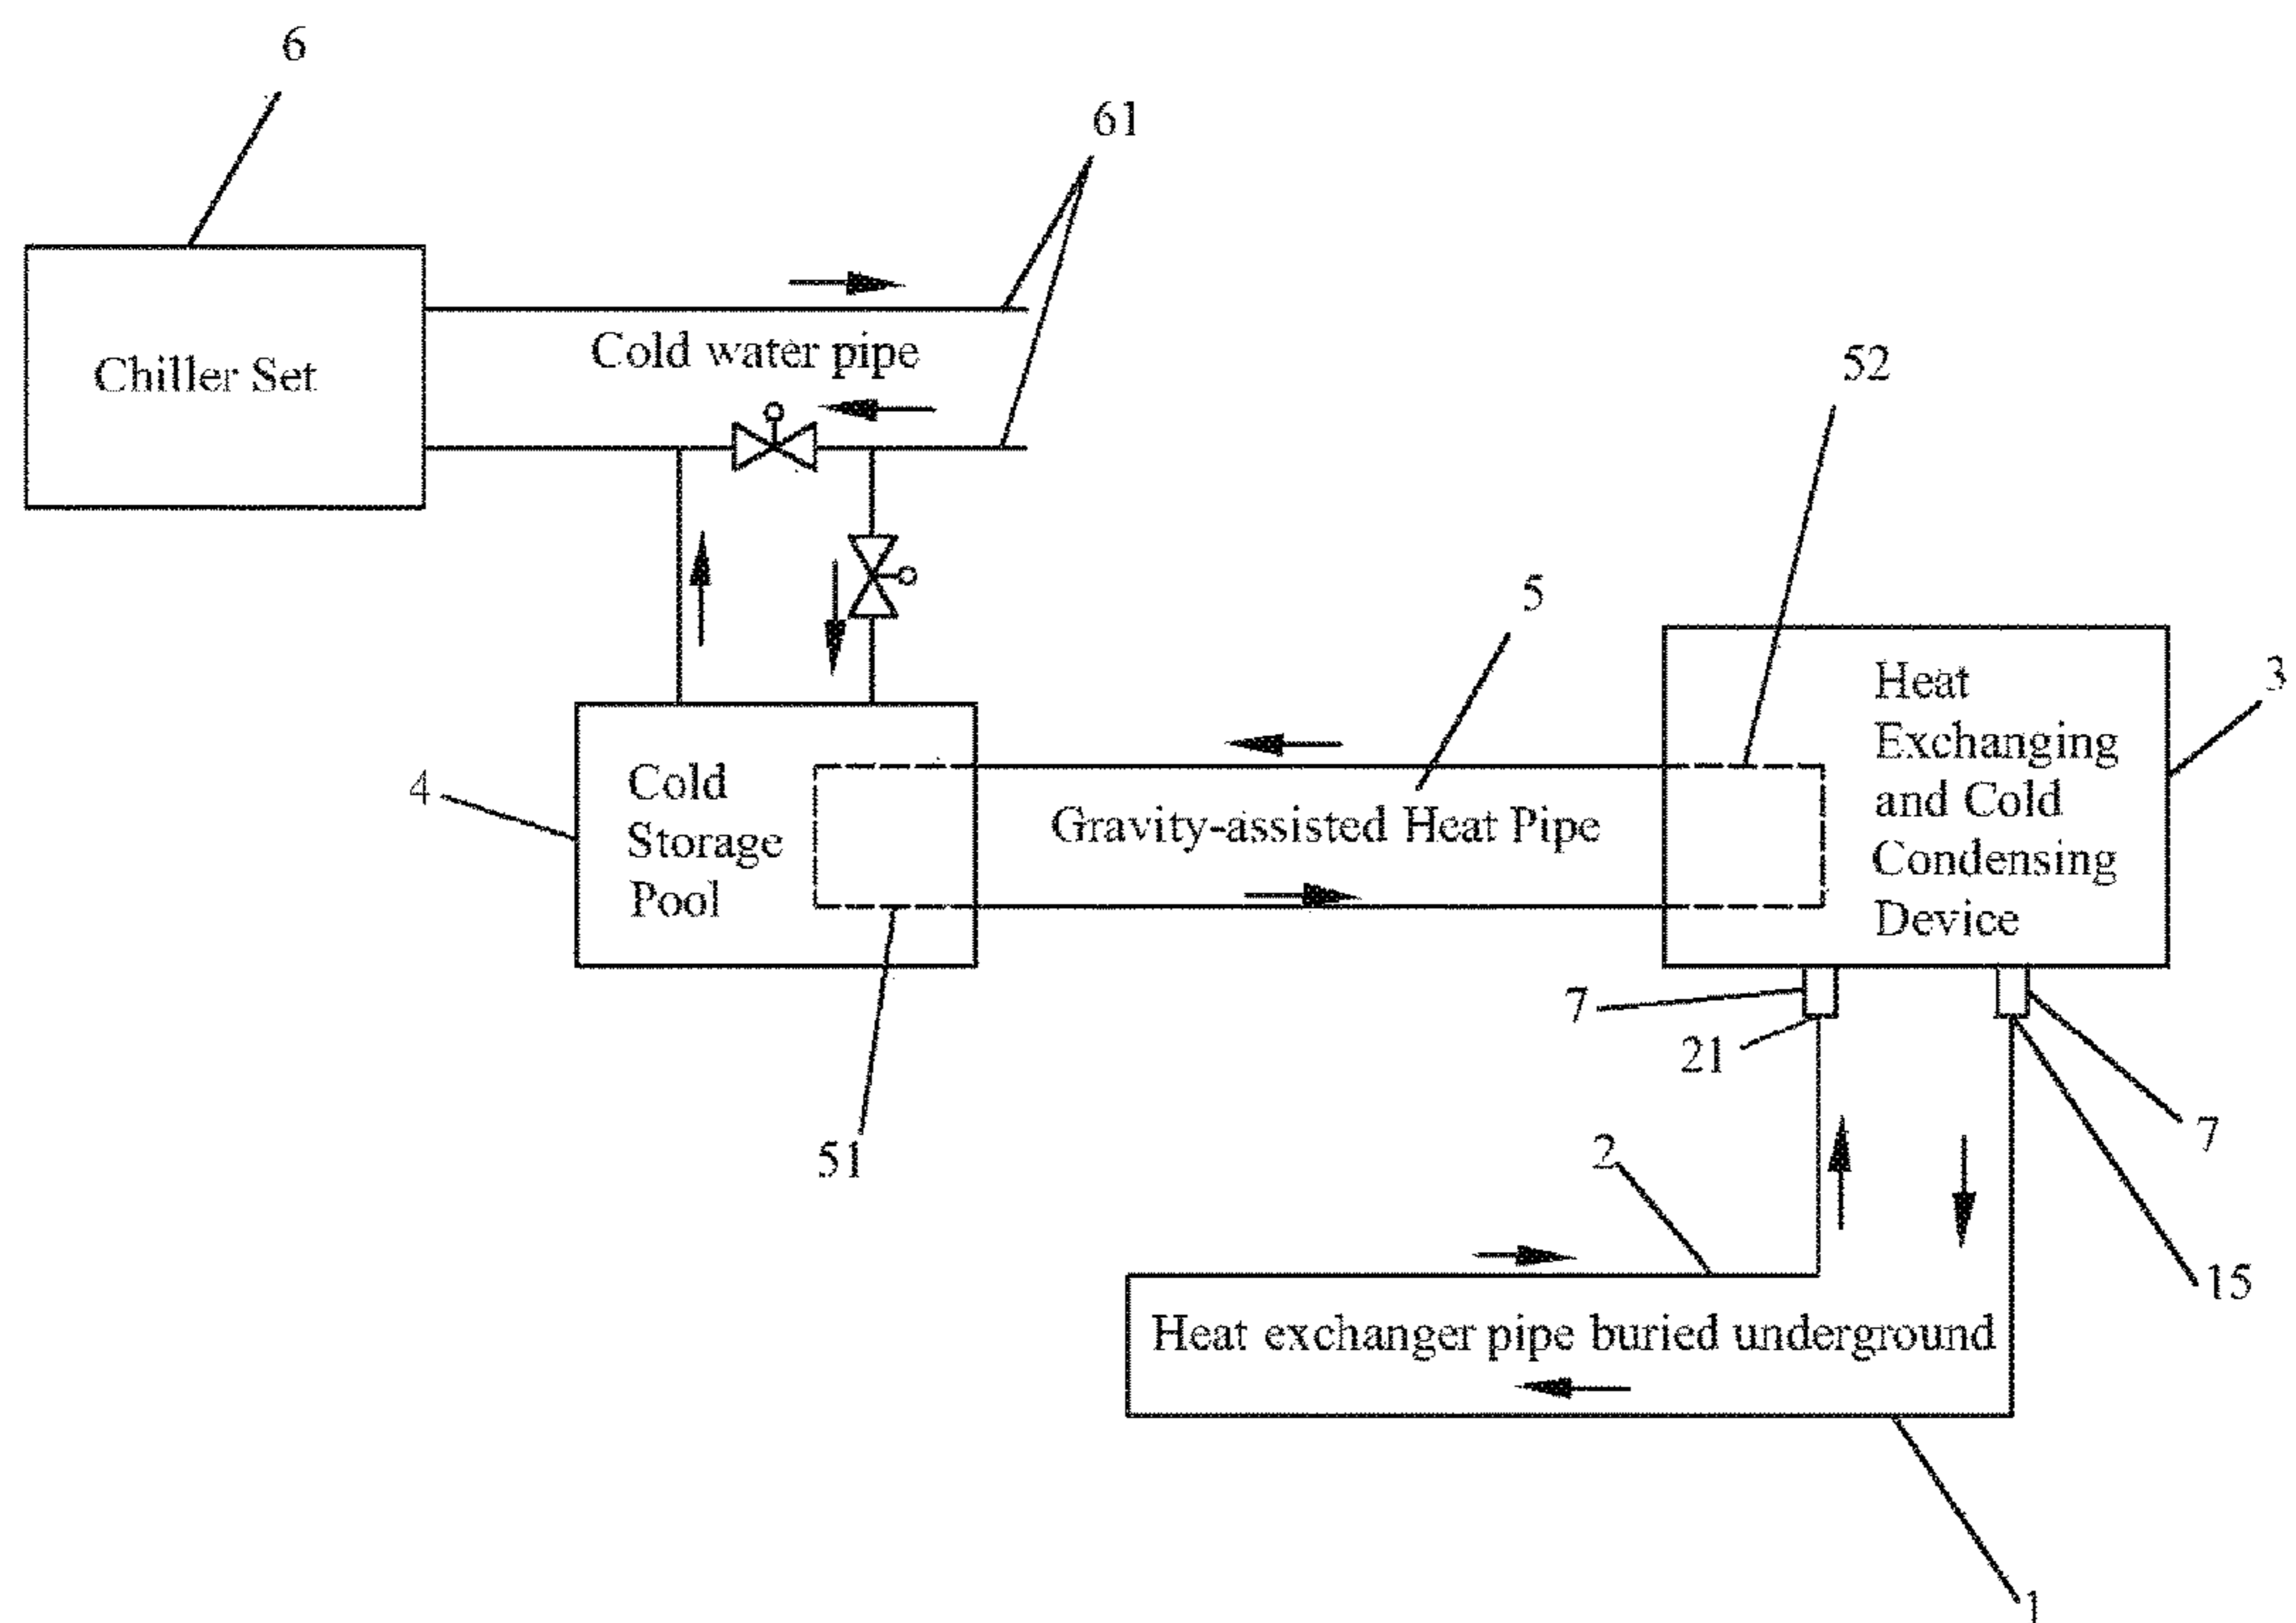 6
61
Chiller Set
Cold water pipe
52
5
Heat
Exchanging
and Cold
Condensing
Device
3
4
Cold
Storage
Pool
Gravity-assisted Heat Pipe
51
7
21
7
2
15
Heat exchanger pipe buried underground
1